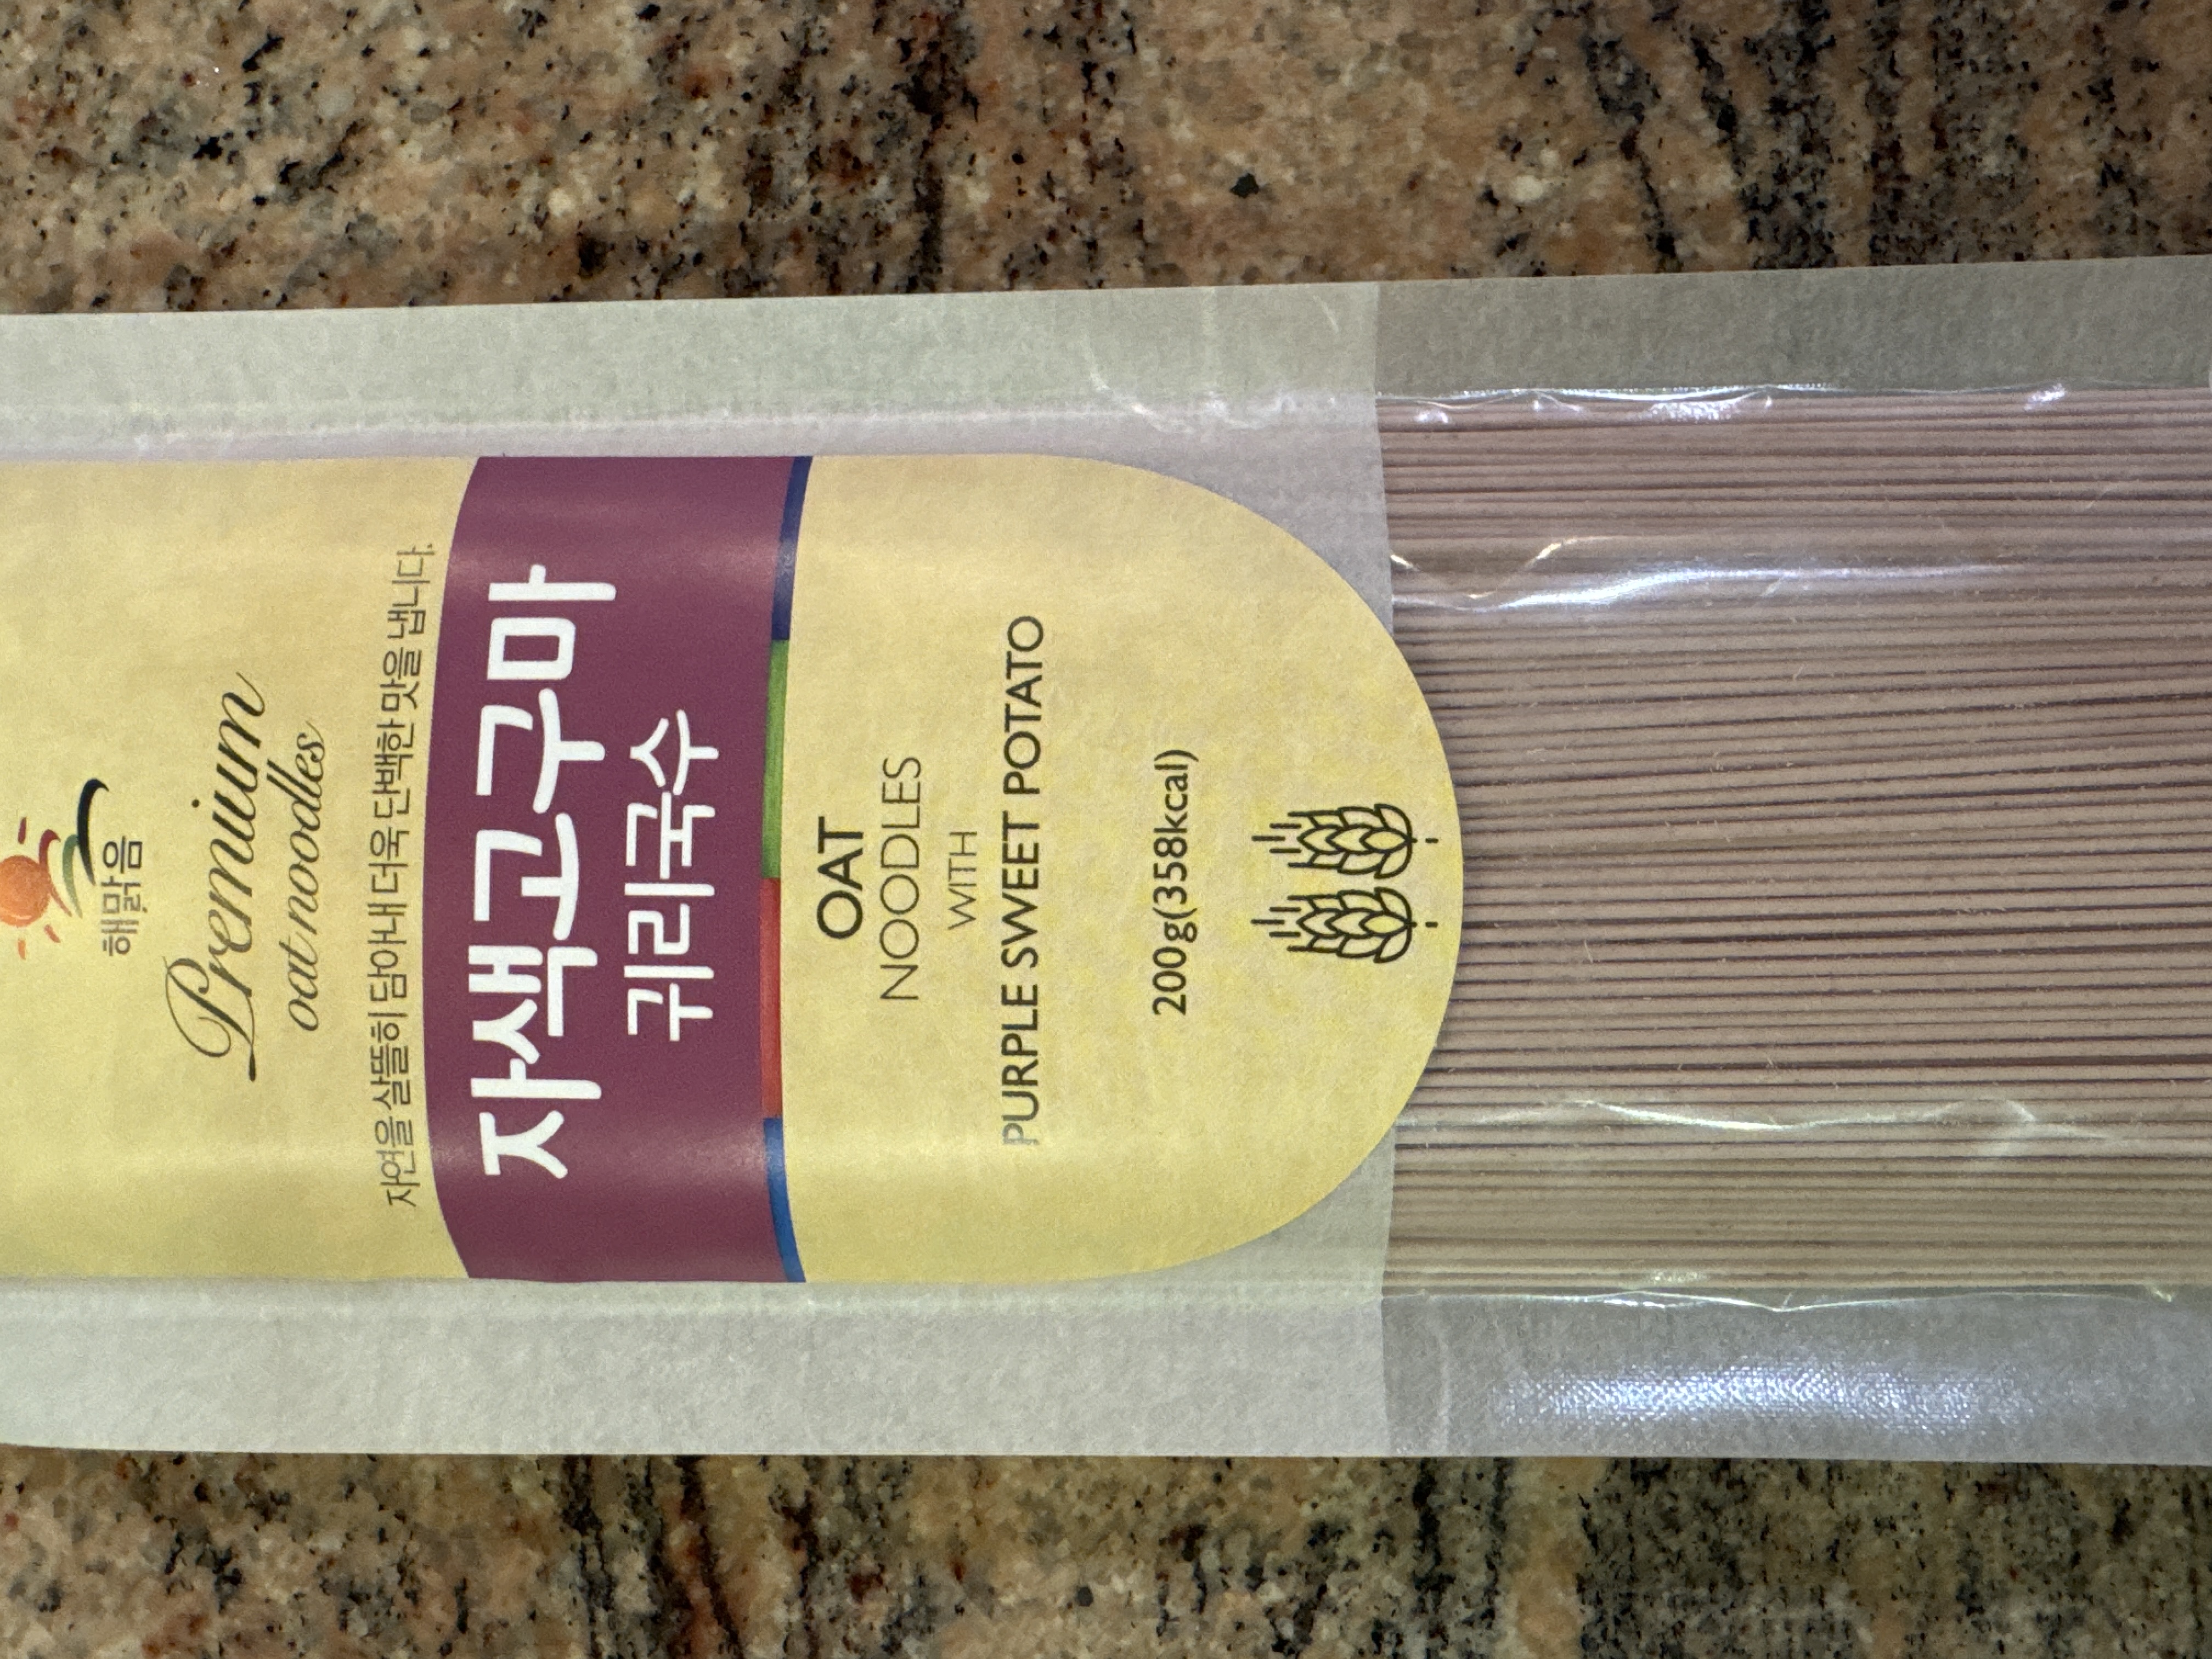 해맑음
Premium
oat noodles
자연을 살뜰히 담아내 더욱 단백한 맛을 냅니다.
자색고구마
귀리국수
OAT
NOODLES
WITH
PURPLE SWEET POTATO
200g(358kcal)